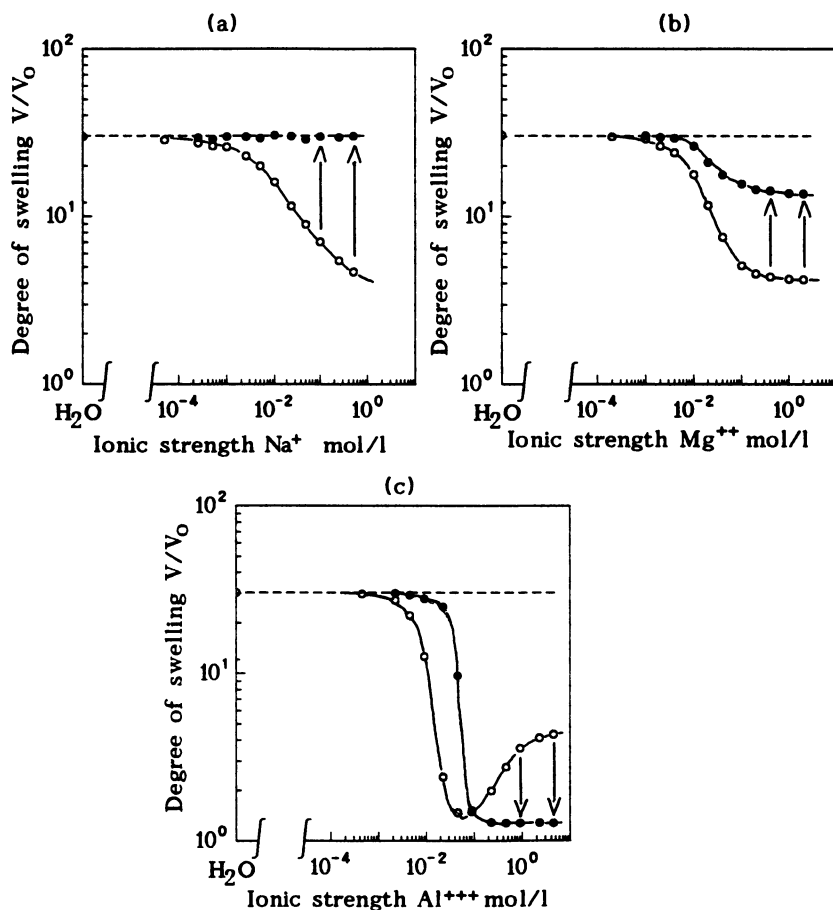 (a)
Degree of swelling V/V₀
10²
10¹
10⁰
H₂O
10⁻⁴
10⁻²
10⁰
Ionic strength Na⁺ mol/l
(b)
Degree of swelling V/V₀
10²
10¹
10⁰
H₂O
10⁻⁴
10⁻²
10⁰
Ionic strength Mg⁺⁺ mol/l
(c)
Degree of swelling V/V₀
10²
10¹
10⁰
H₂O
10⁻⁴
10⁻²
10⁰
Ionic strength Al⁺⁺⁺ mol/l